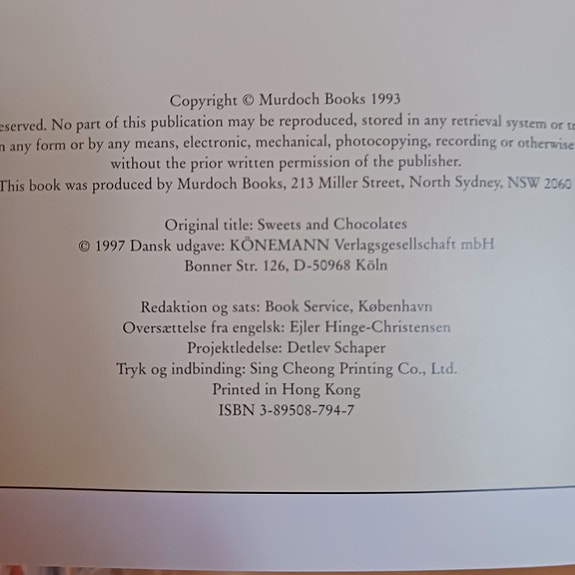 Copyright © Murdoch Books 1993
eserved. No part of this publication may be reproduced, stored in any retrieval system or tr
n any form or by any means, electronic, mechanical, photocopying, recording or otherwise
without the prior written permission of the publisher.
This book was produced by Murdoch Books, 213 Miller Street, North Sydney, NSW 2060
Original title: Sweets and Chocolates
© 1997 Dansk udgave: KÖNEMANN Verlagsgesellschaft mbH
Bonner Str. 126, D-50968 Köln
Redaktion og sats: Book Service, København
Oversættelse fra engelsk: Ejler Hinge-Christensen
Projektledelse: Detlev Schaper
Tryk og indbinding: Sing Cheong Printing Co., Ltd.
Printed in Hong Kong
ISBN 3-89508-794-7